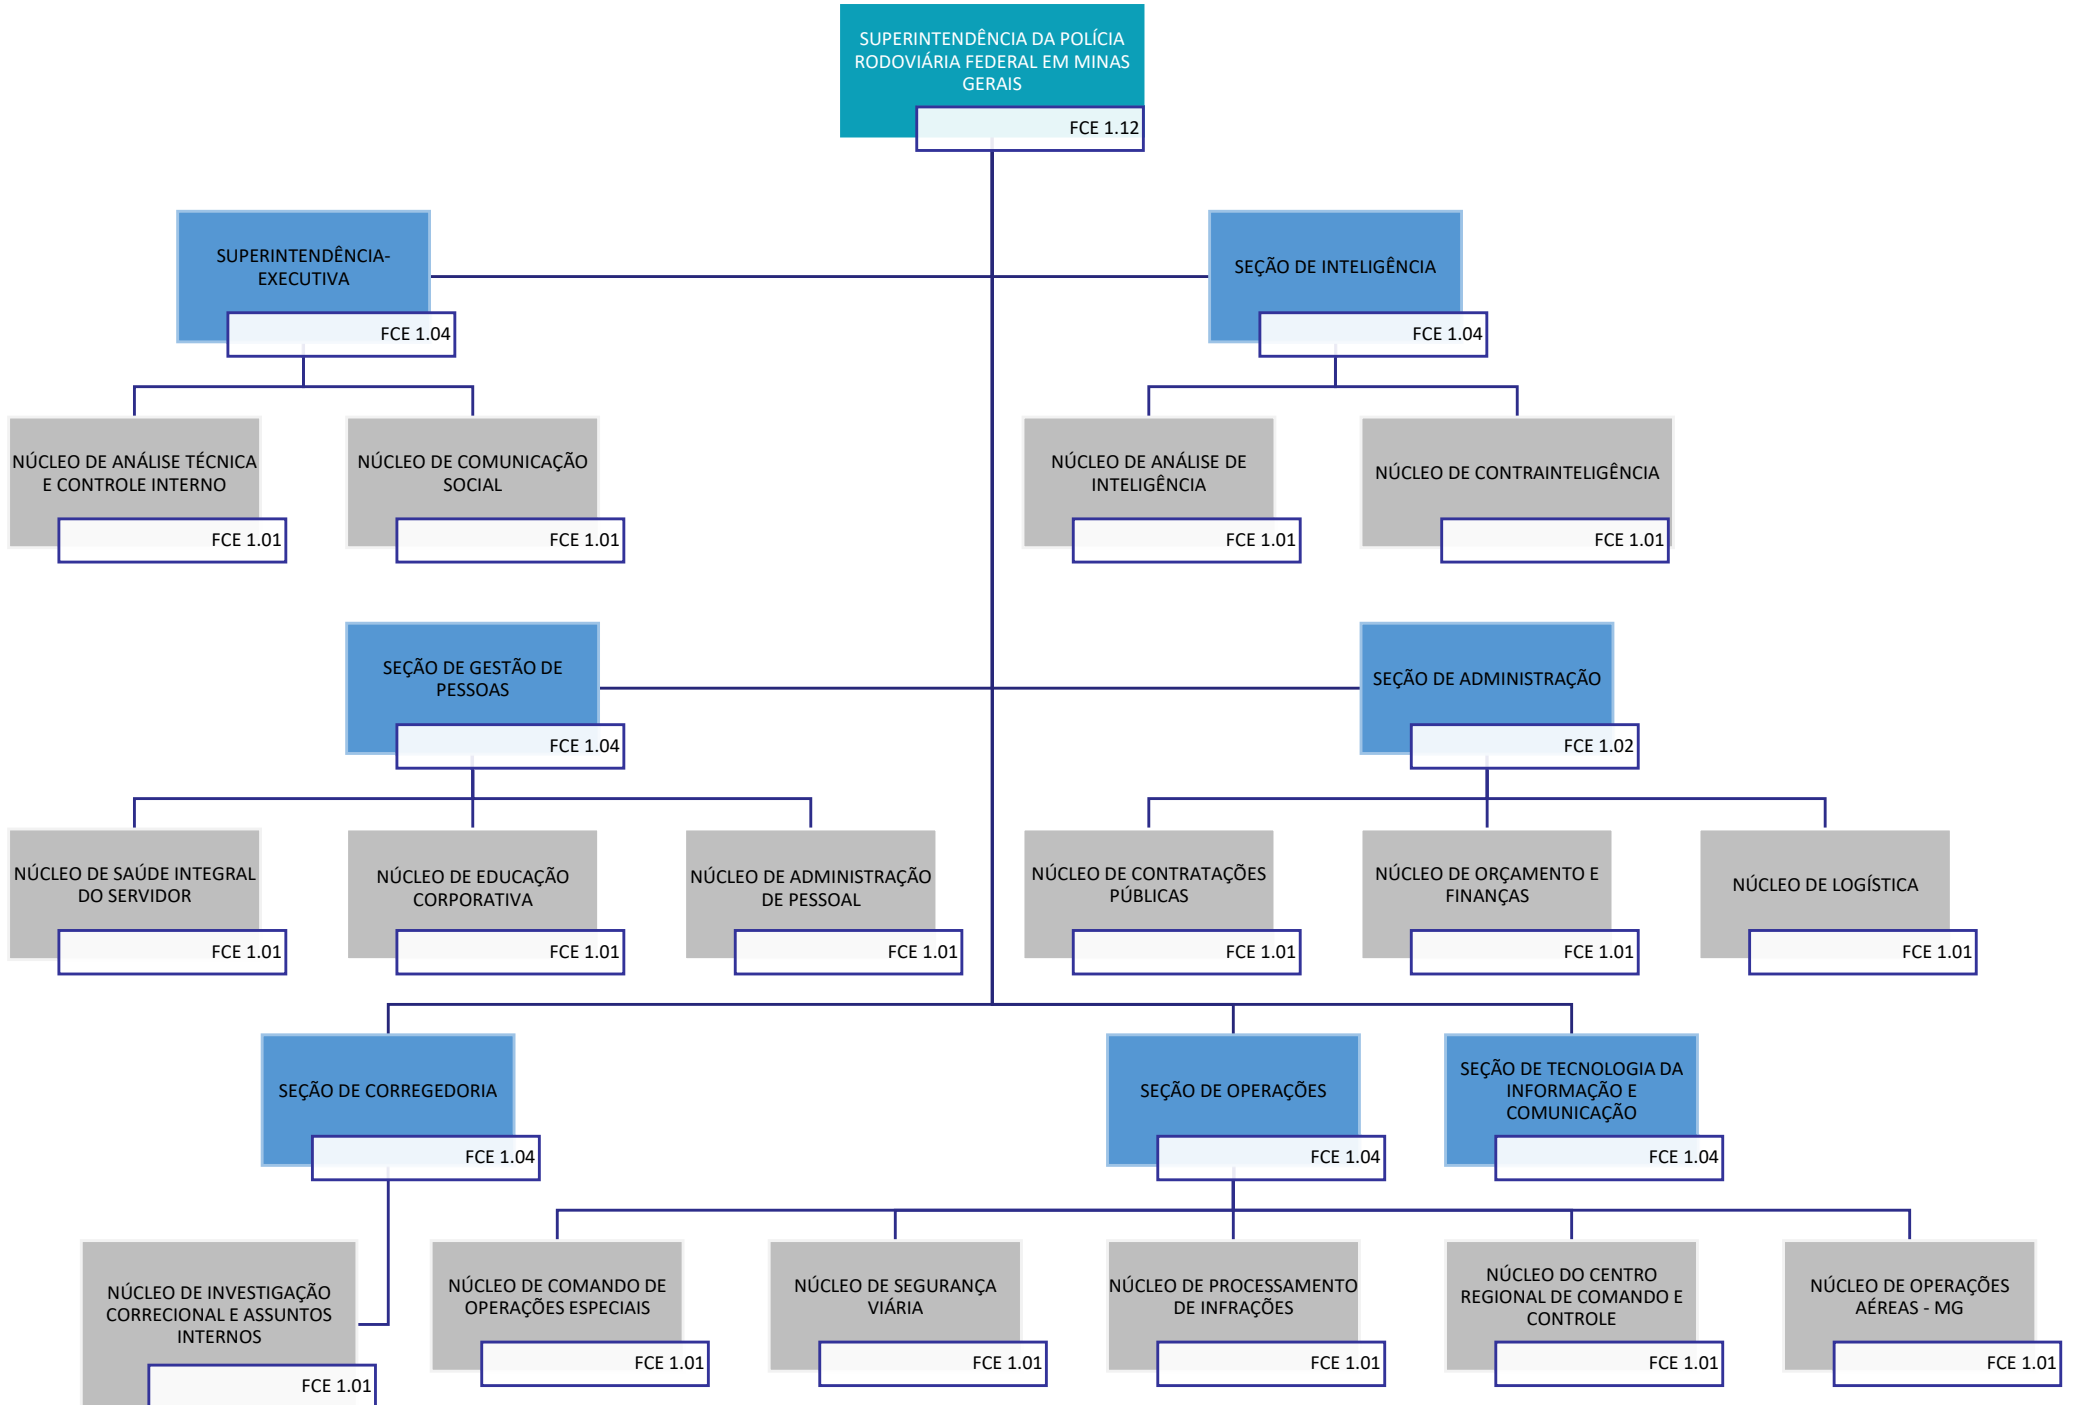 SUPERINTENDÊNCIA DA POLÍCIA
RODOVIÁRIA FEDERAL EM MINAS
GERAIS
FCE 1.12
SUPERINTENDÊNCIA-
EXECUTIVA
FCE 1.04
SEÇÃO DE INTELIGÊNCIA
FCE 1.04
NÚCLEO DE ANÁLISE TÉCNICA
E CONTROLE INTERNO
FCE 1.01
NÚCLEO DE COMUNICAÇÃO
SOCIAL
FCE 1.01
NÚCLEO DE ANÁLISE DE
INTELIGÊNCIA
FCE 1.01
NÚCLEO DE CONTRAINTELIGÊNCIA
FCE 1.01
SEÇÃO DE GESTÃO DE
PESSOAS
FCE 1.04
SEÇÃO DE ADMINISTRAÇÃO
FCE 1.02
NÚCLEO DE SAÚDE INTEGRAL
DO SERVIDOR
FCE 1.01
NÚCLEO DE EDUCAÇÃO
CORPORATIVA
FCE 1.01
NÚCLEO DE ADMINISTRAÇÃO
DE PESSOAL
FCE 1.01
NÚCLEO DE CONTRATAÇÕES
PÚBLICAS
FCE 1.01
NÚCLEO DE ORÇAMENTO E
FINANÇAS
FCE 1.01
NÚCLEO DE LOGÍSTICA
FCE 1.01
SEÇÃO DE CORREGEDORIA
FCE 1.04
SEÇÃO DE OPERAÇÕES
FCE 1.04
SEÇÃO DE TECNOLOGIA DA
INFORMAÇÃO E
COMUNICAÇÃO
FCE 1.04
NÚCLEO DE INVESTIGAÇÃO
CORRECIONAL E ASSUNTOS
INTERNOS
FCE 1.01
NÚCLEO DE COMANDO DE
OPERAÇÕES ESPECIAIS
FCE 1.01
NÚCLEO DE SEGURANÇA
VIÁRIA
FCE 1.01
NÚCLEO DE PROCESSAMENTO
DE INFRAÇÕES
FCE 1.01
NÚCLEO DO CENTRO
REGIONAL DE COMANDO E
CONTROLE
FCE 1.01
NÚCLEO DE OPERAÇÕES
AÉREAS - MG
FCE 1.01